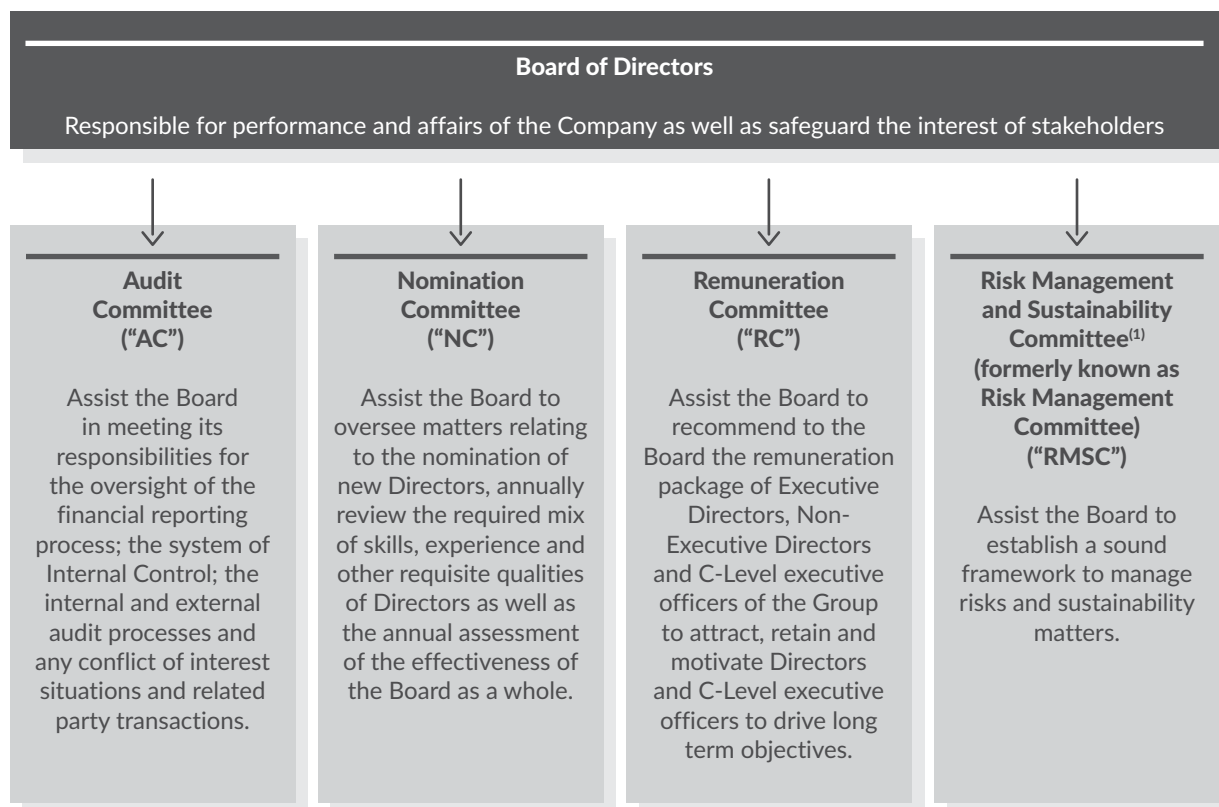 Board of Directors
Responsible for performance and affairs of the Company as well as safeguard the interest of stakeholders
Audit
Committee
(“AC”)
Assist the Board
in meeting its
responsibilities for
the oversight of the
financial reporting
process; the system of
Internal Control; the
internal and external
audit processes and
any conflict of interest
situations and related
party transactions.
Nomination
Committee
(“NC”)
Assist the Board to
oversee matters relating
to the nomination of
new Directors, annually
review the required mix
of skills, experience and
other requisite qualities
of Directors as well as
the annual assessment
of the effectiveness of
the Board as a whole.
Remuneration
Committee
(“RC”)
Assist the Board to
recommend to the
Board the remuneration
package of Executive
Directors, Non-
Executive Directors
and C-Level executive
officers of the Group
to attract, retain and
motivate Directors
and C-Level executive
officers to drive long
term objectives.
Risk Management
and Sustainability
Committee(1)
(formerly known as
Risk Management
Committee)
(“RMSC”)
Assist the Board to
establish a sound
framework to manage
risks and sustainability
matters.